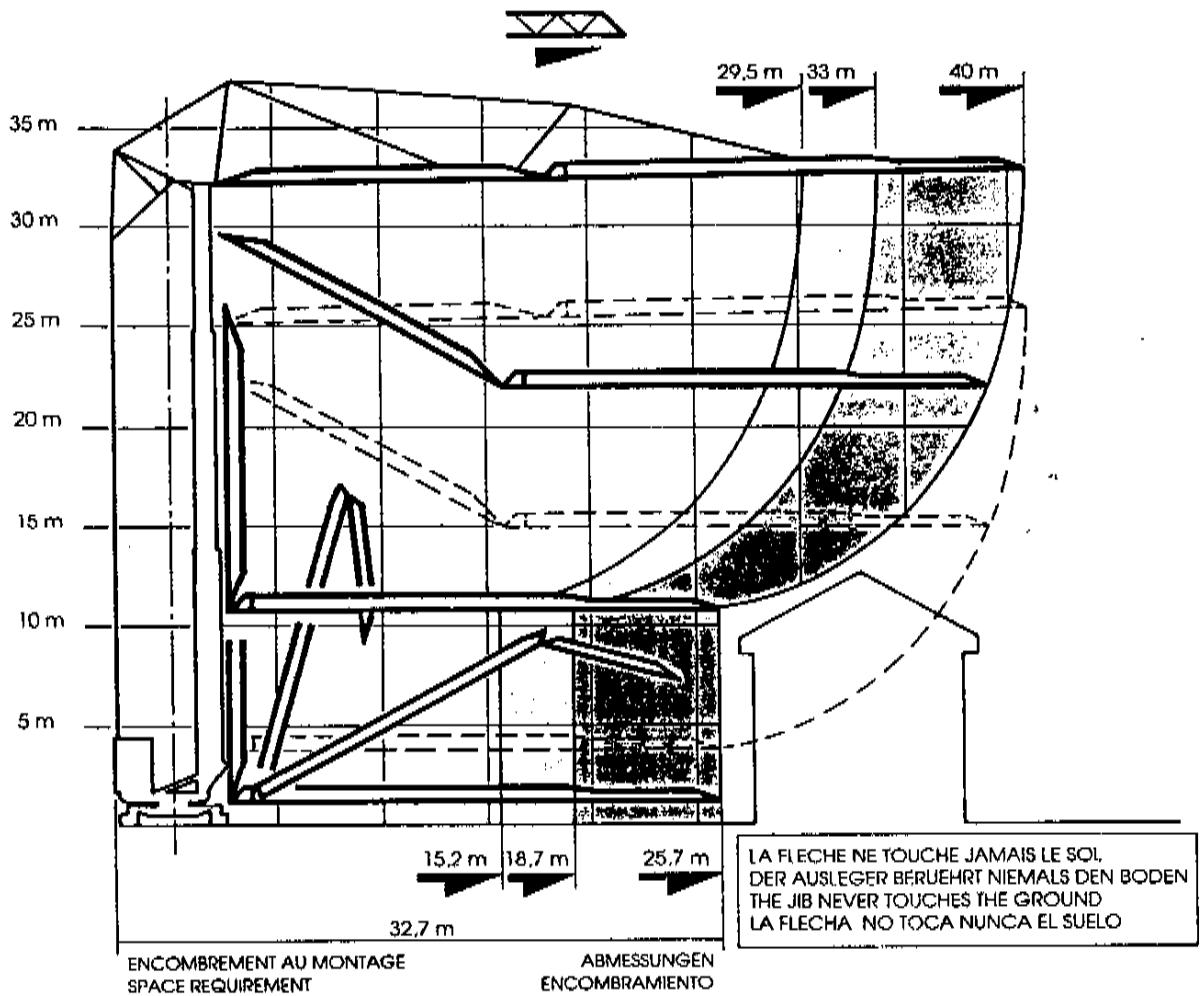 29,5 m 33 m 40 m
35 m
30 m
25 m
20 m
15 m
10 m
5 m
15,2 m 18,7 m 25,7 m
32,7 m
LA FLECHE NE TOUCHE JAMAIS LE SOL
DER AUSLEGER BERUEHRT NIEMALS DEN BODEN
THE JIB NEVER TOUCHES THE GROUND
LA FLECHA NO TOCA NUNCA EL SUELO
ENCOMBREMENT AU MONTAGE
SPACE REQUIREMENT
ABMESSUNGEN
ENCOMBRAMIENTO